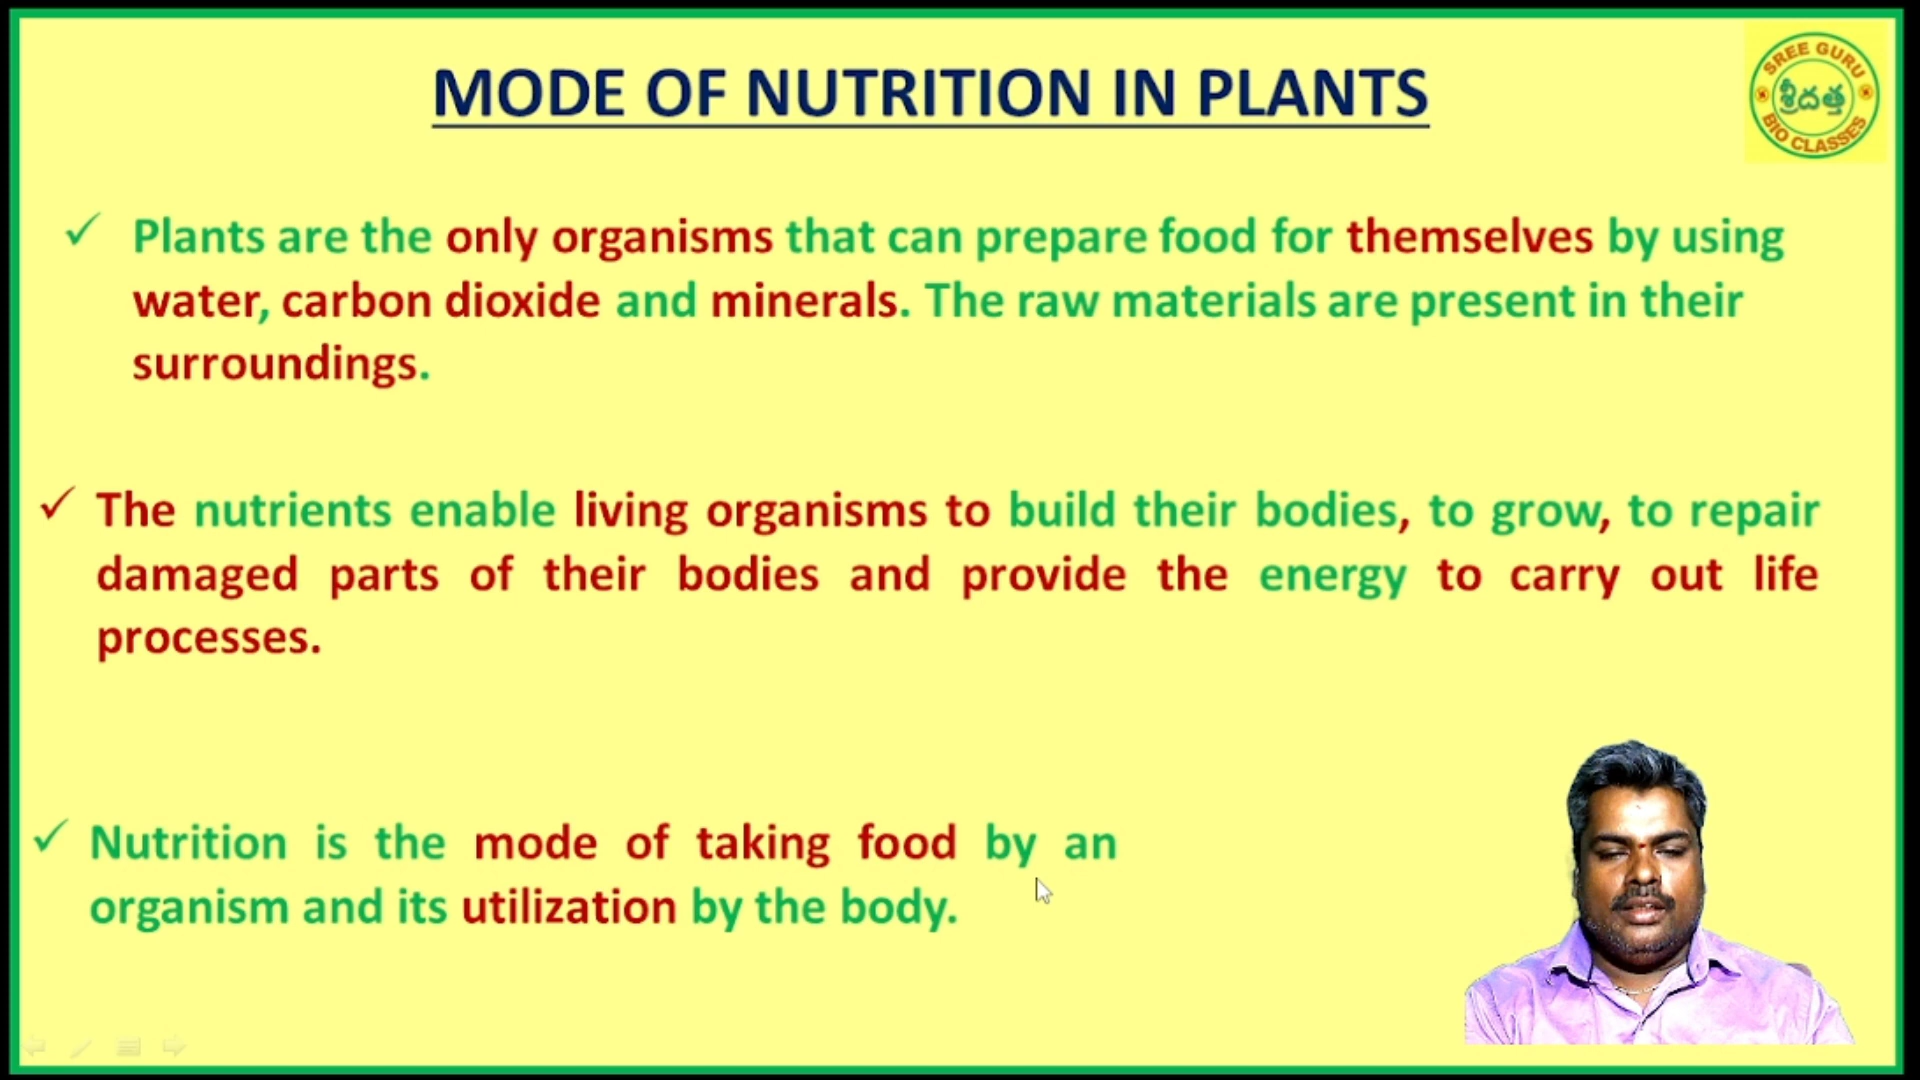 MODE OF NUTRITION IN PLANTS
SREE GURU
శ్రీదత్త
BIO CLASSES
Plants are the only organisms that can prepare food for themselves by using
water, carbon dioxide and minerals. The raw materials are present in their
surroundings.
The nutrients enable living organisms to build their bodies, to grow, to repair
damaged parts of their bodies and provide the energy to carry out life
processes.
Nutrition is the mode of taking food by an
organism and its utilization by the body.